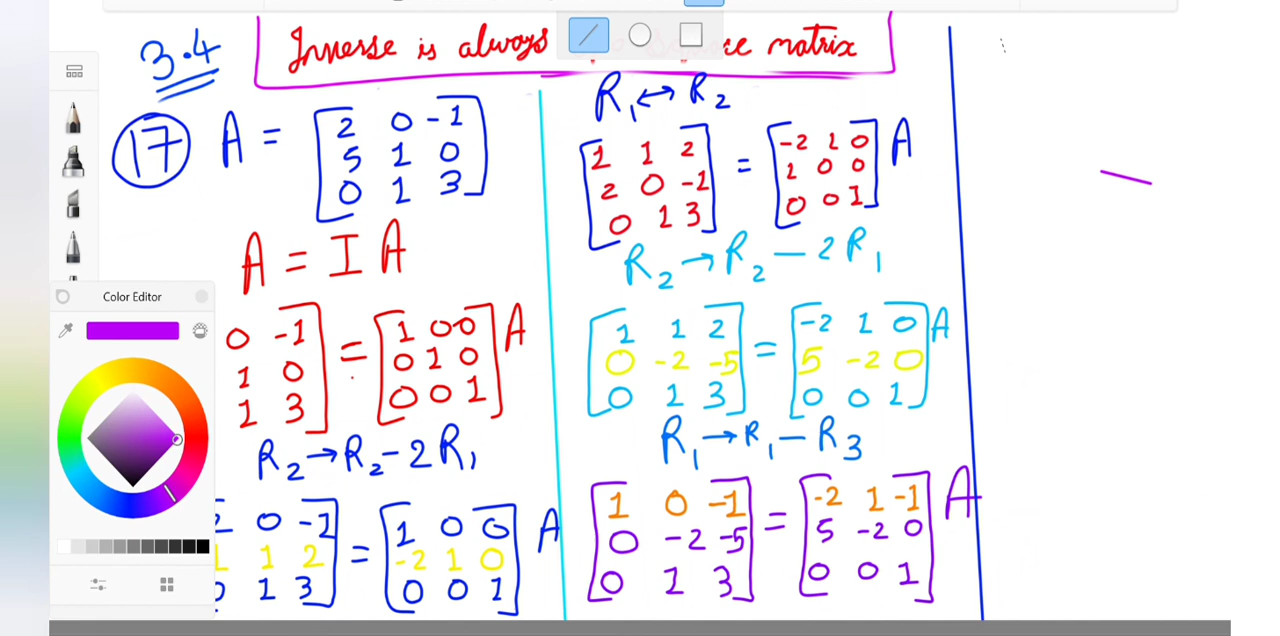 3.4
Inverse is always
matrix
17 A = [ 2 0 -1
5 1 0
0 1 3 ]
A = I A
0 -1
1 0
1 3 ] = [ 1 0 0
0 1 0
0 0 1 ] A
R2 → R2 - 2R1
2 0 -1
1 1 2
0 1 3 ] = [ 1 0 0
-2 1 0
0 0 1 ] A
R1 ↔ R2
[ 1 1 2
2 0 -1
0 1 3 ] = [ -2 1 0
1 0 0
0 0 1 ] A
R2 → R2 - 2R1
[ 1 1 2
0 -2 -5
0 1 3 ] = [ -2 1 0
5 -2 0
0 0 1 ] A
R1 → R1 - R3
[ 1 0 -1
0 -2 -5
0 1 3 ] = [ -2 1 -1
5 -2 0
0 0 1 ] A
Color Editor